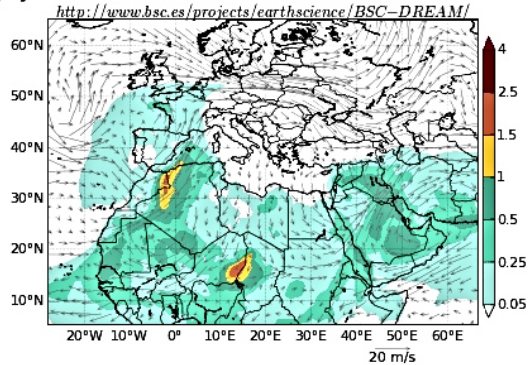 http://www.bsc.es/projects/earthscience/BSC−DREAM/
60°N
50°N
40°N
30°N
20°N
10°N
20°W 10°W 0° 10°E 20°E 30°E 40°E 50°E 60°E
20 m/s
4
2.5
1.5
1
0.5
0.25
0.05